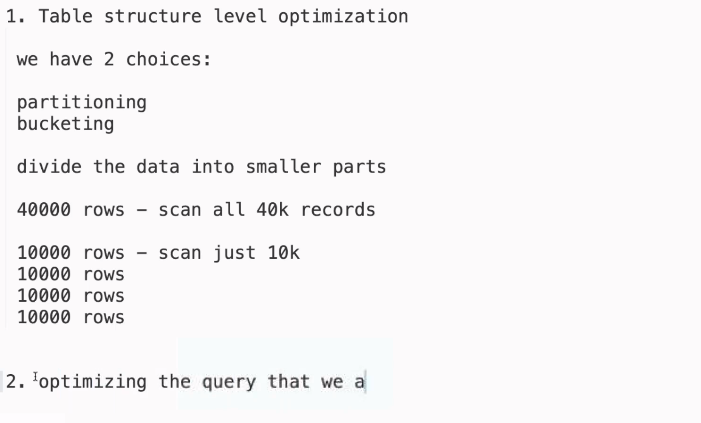 1. Table structure level optimization
we have 2 choices:
partitioning
bucketing
divide the data into smaller parts
40000 rows – scan all 40k records
10000 rows – scan just 10k
10000 rows
10000 rows
10000 rows
2. optimizing the query that we a